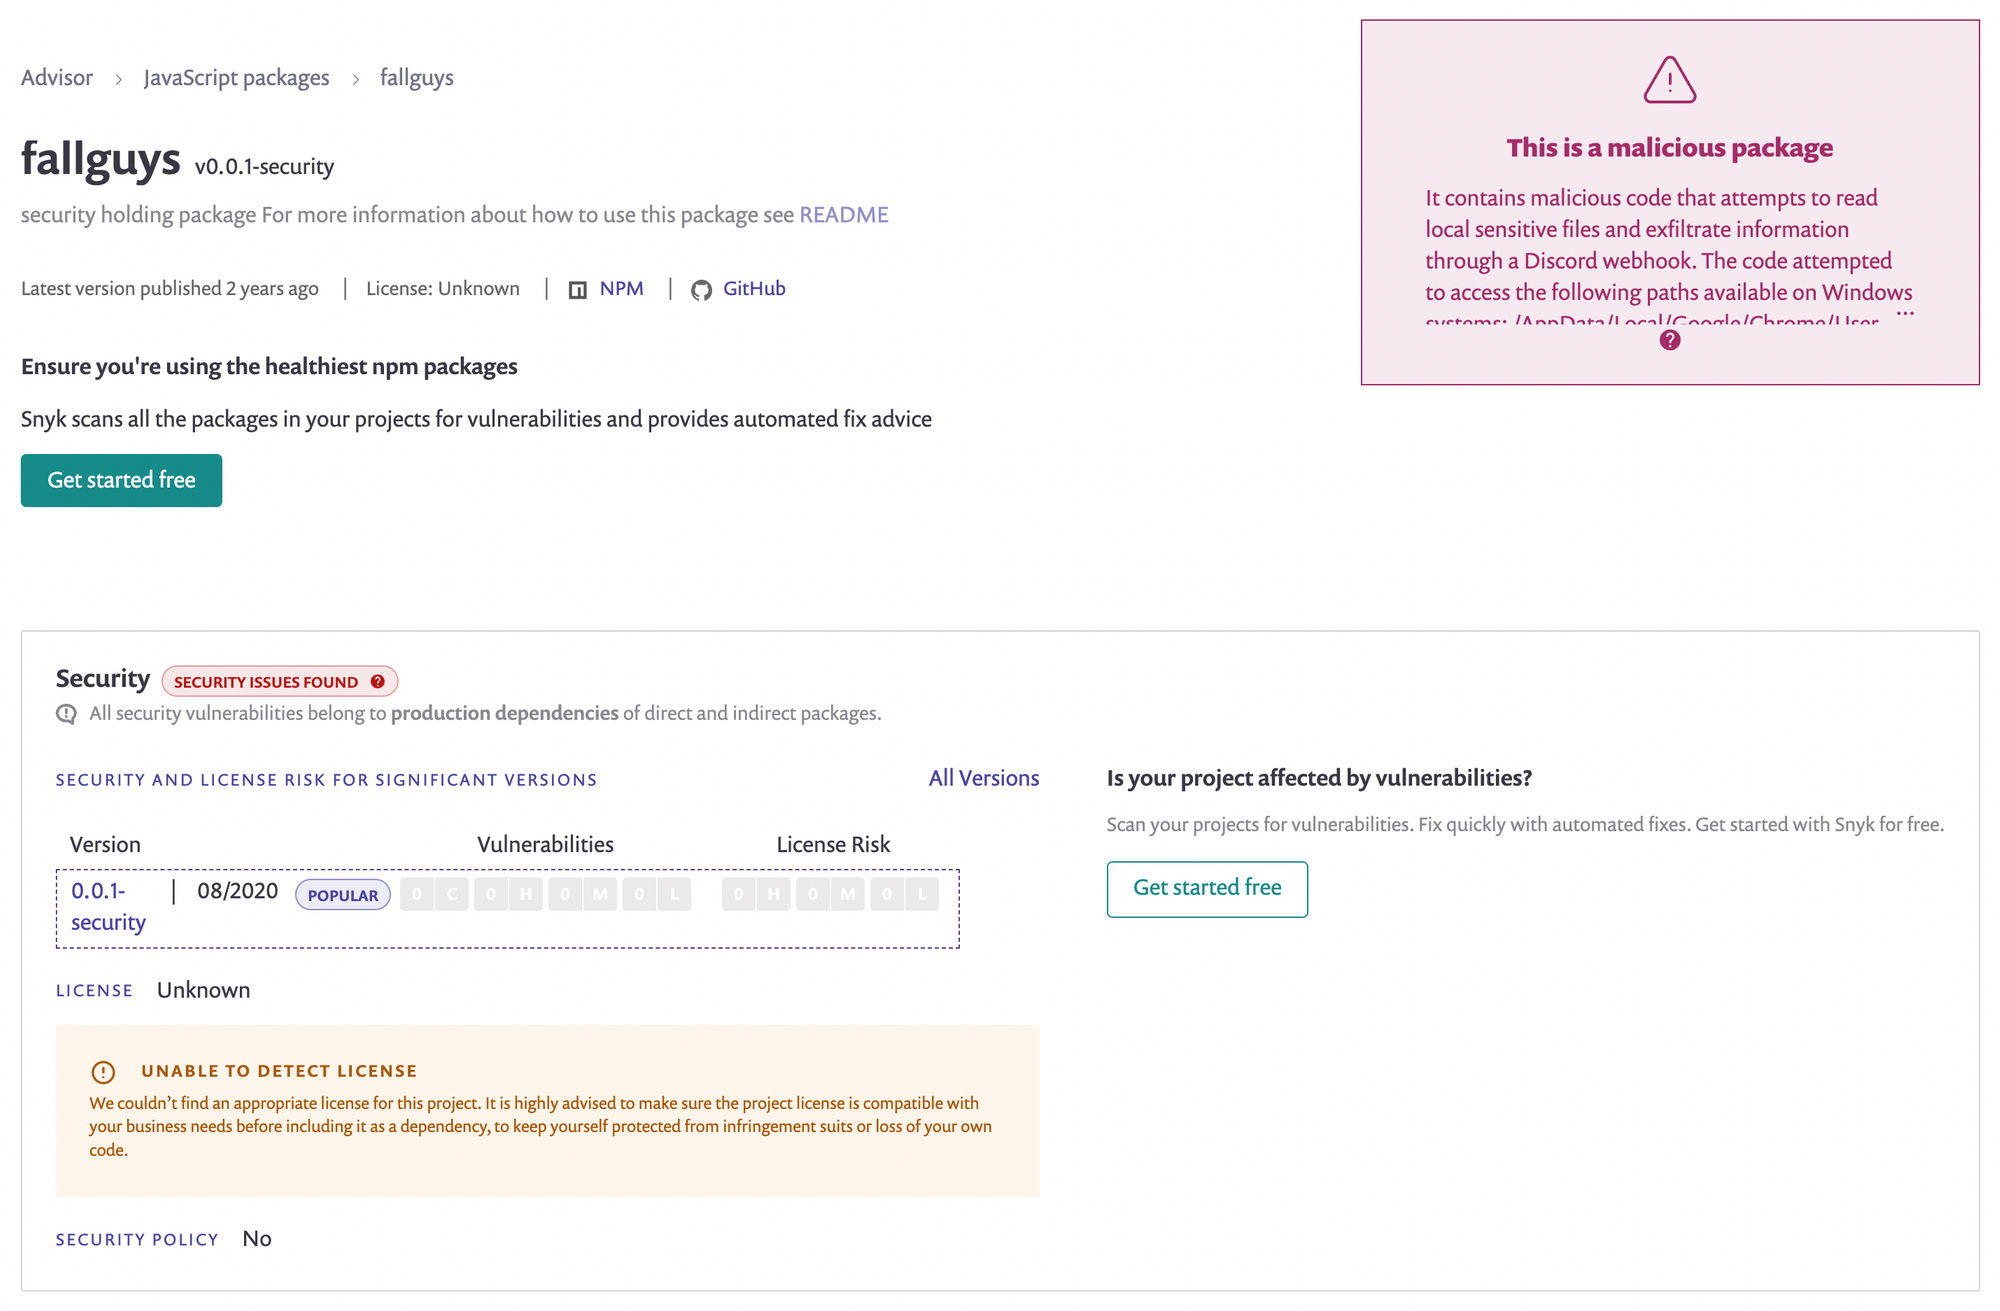 Advisor > JavaScript packages > fallguys
fallguys v0.0.1-security
security holding package For more information about how to use this package see README
Latest version published 2 years ago | License: Unknown | NPM | GitHub
Ensure you're using the healthiest npm packages
Snyk scans all the packages in your projects for vulnerabilities and provides automated fix advice
Get started free
This is a malicious package
It contains malicious code that attempts to read
local sensitive files and exfiltrate information
through a Discord webhook. The code attempted
to access the following paths available on Windows
systems: /AppData/Local/Google/Chrome/User ...
Security SECURITY ISSUES FOUND
All security vulnerabilities belong to production dependencies of direct and indirect packages.
SECURITY AND LICENSE RISK FOR SIGNIFICANT VERSIONS All Versions
Version Vulnerabilities License Risk
0.0.1- | 08/2020 POPULAR 0 C 0 H 0 M 0 L 0 H 0 M 0 L
security
LICENSE Unknown
UNABLE TO DETECT LICENSE
We couldn’t find an appropriate license for this project. It is highly advised to make sure the project license is compatible with
your business needs before including it as a dependency, to keep yourself protected from infringement suits or loss of your own
code.
SECURITY POLICY No
Is your project affected by vulnerabilities?
Scan your projects for vulnerabilities. Fix quickly with automated fixes. Get started with Snyk for free.
Get started free